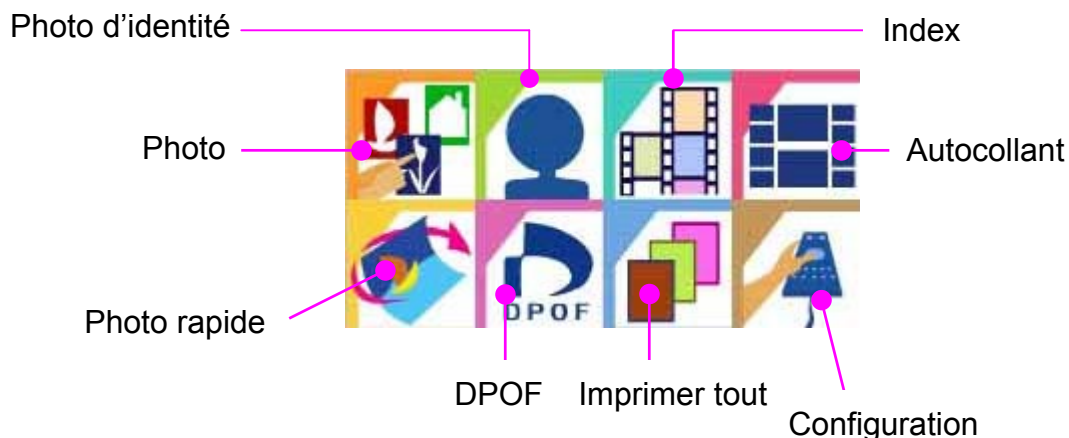 Photo d’identité
Index
Photo
Autocollant
DPOF
Photo rapide
DPOF
Imprimer tout
Configuration